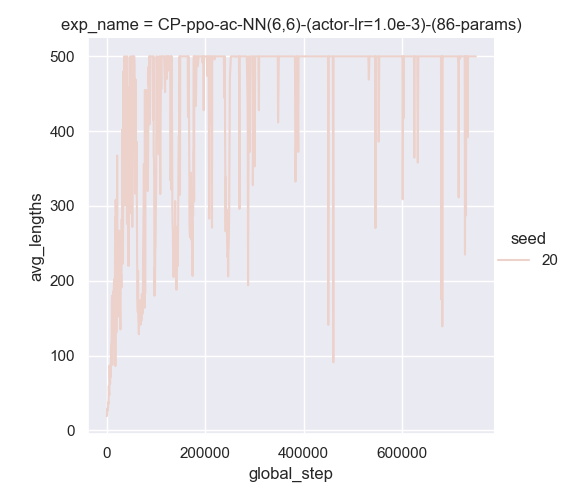 exp_name = CP-ppo-ac-NN(6,6)-(actor-lr=1.0e-3)-(86-params)
500
400
300
200
100
0
avg_lengths
0 200000 400000 600000
global_step
seed
20